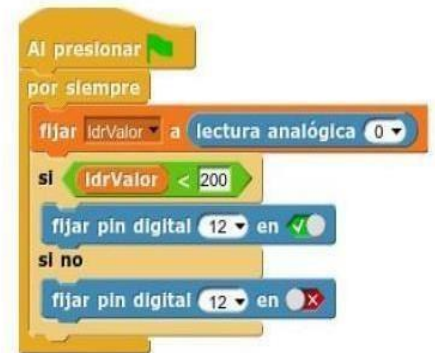 Al presionar
por siempre
fijar ldrValor a lectura analógica 0
si ldrValor < 200
fijar pin digital 12 en
si no
fijar pin digital 12 en